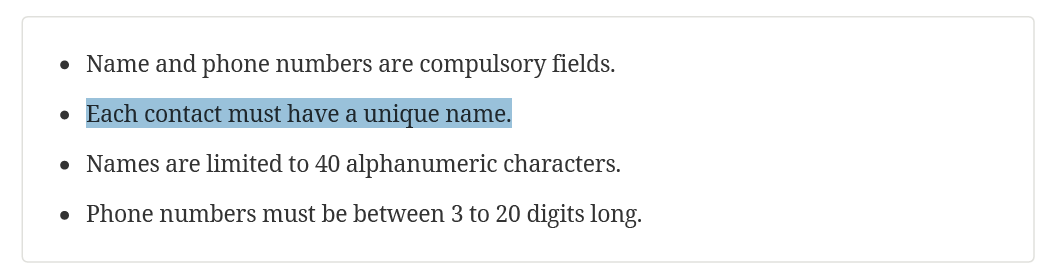 Name and phone numbers are compulsory fields.
Each contact must have a unique name.
Names are limited to 40 alphanumeric characters.
Phone numbers must be between 3 to 20 digits long.